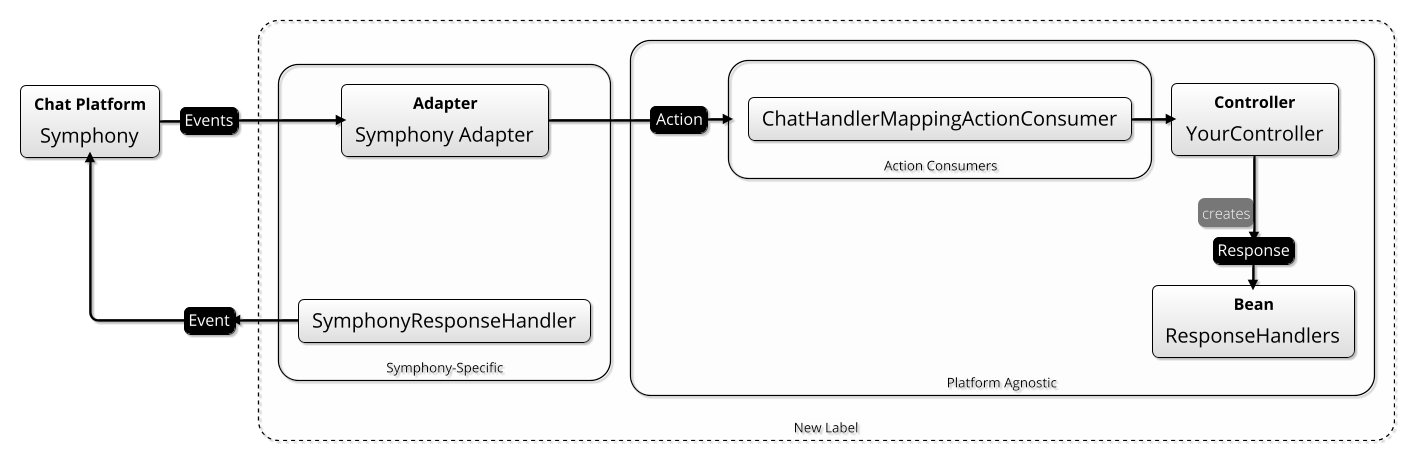 Chat Platform
Symphony
Events
Adapter
Symphony Adapter
Action
ChatHandlerMappingActionConsumer
Action Consumers
Controller
YourController
creates
Response
Bean
ResponseHandlers
Event
SymphonyResponseHandler
Symphony-Specific
Platform Agnostic
New Label